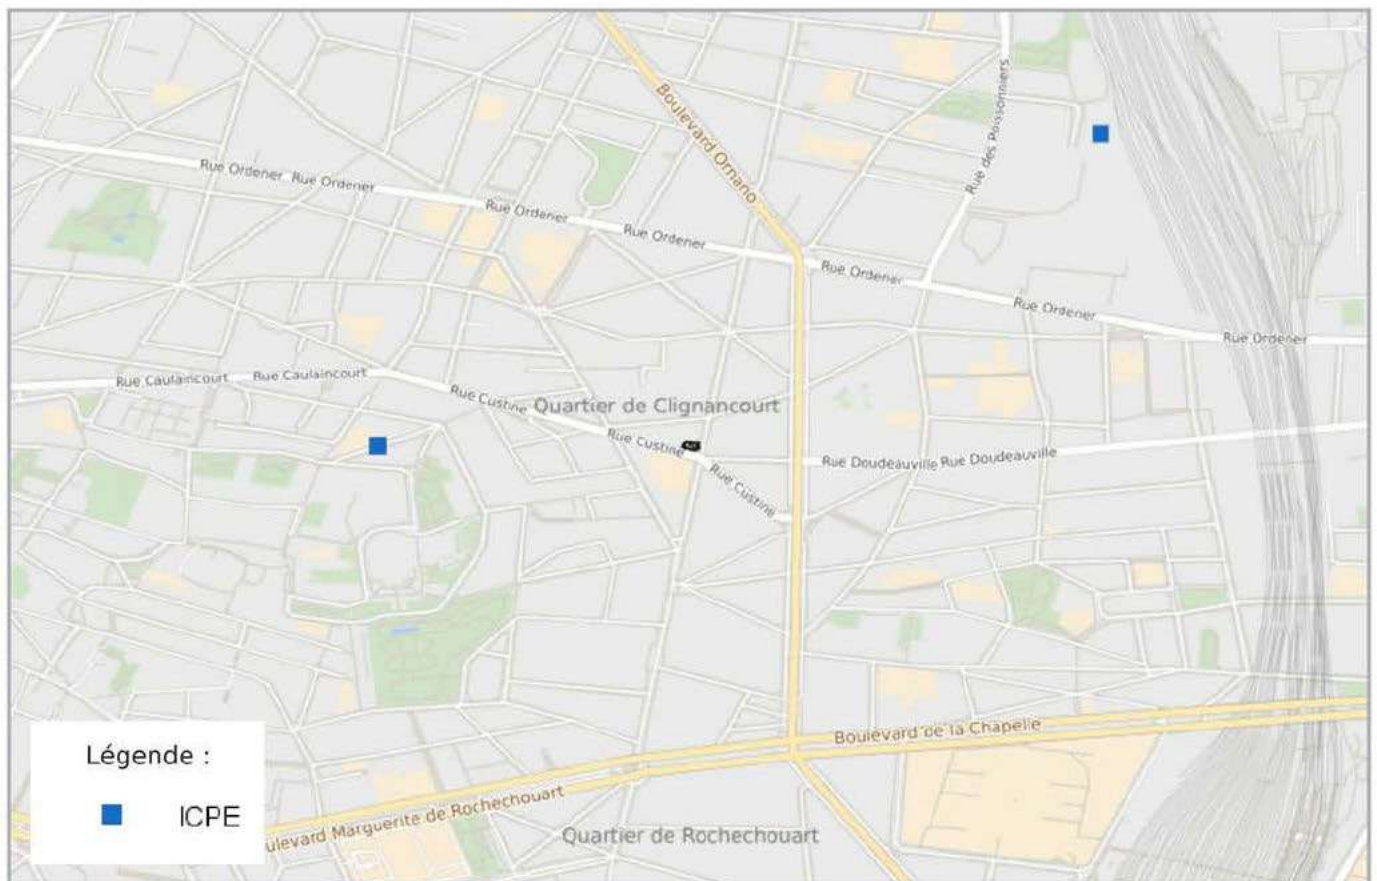 Boulevard Ornano
Rue des Poissonniers
Rue Ordener
Rue Ordener
Rue Ordener
Rue Ordener
Rue Ordener
Rue Ordener
Rue Ordener
Rue Caulaincourt
Rue Caulaincourt
Rue Custine
Quartier de Clignancourt
Rue Custine
Rue Custine
Rue Doudeauville
Rue Doudeauville
Boulevard de la Chapelle
Légende :
ICPE
ulevard Marguerite de Rochechouart
Quartier de Rochechouart